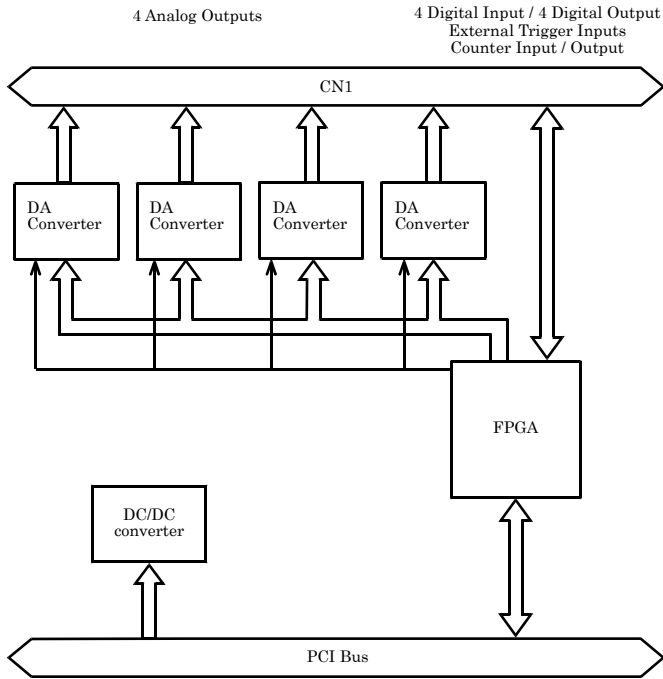 4 Analog Outputs
4 Digital Input / 4 Digital Output
External Trigger Inputs
Counter Input / Output
CN1
DA
Converter
DA
Converter
DA
Converter
DA
Converter
FPGA
DC/DC
converter
PCI Bus